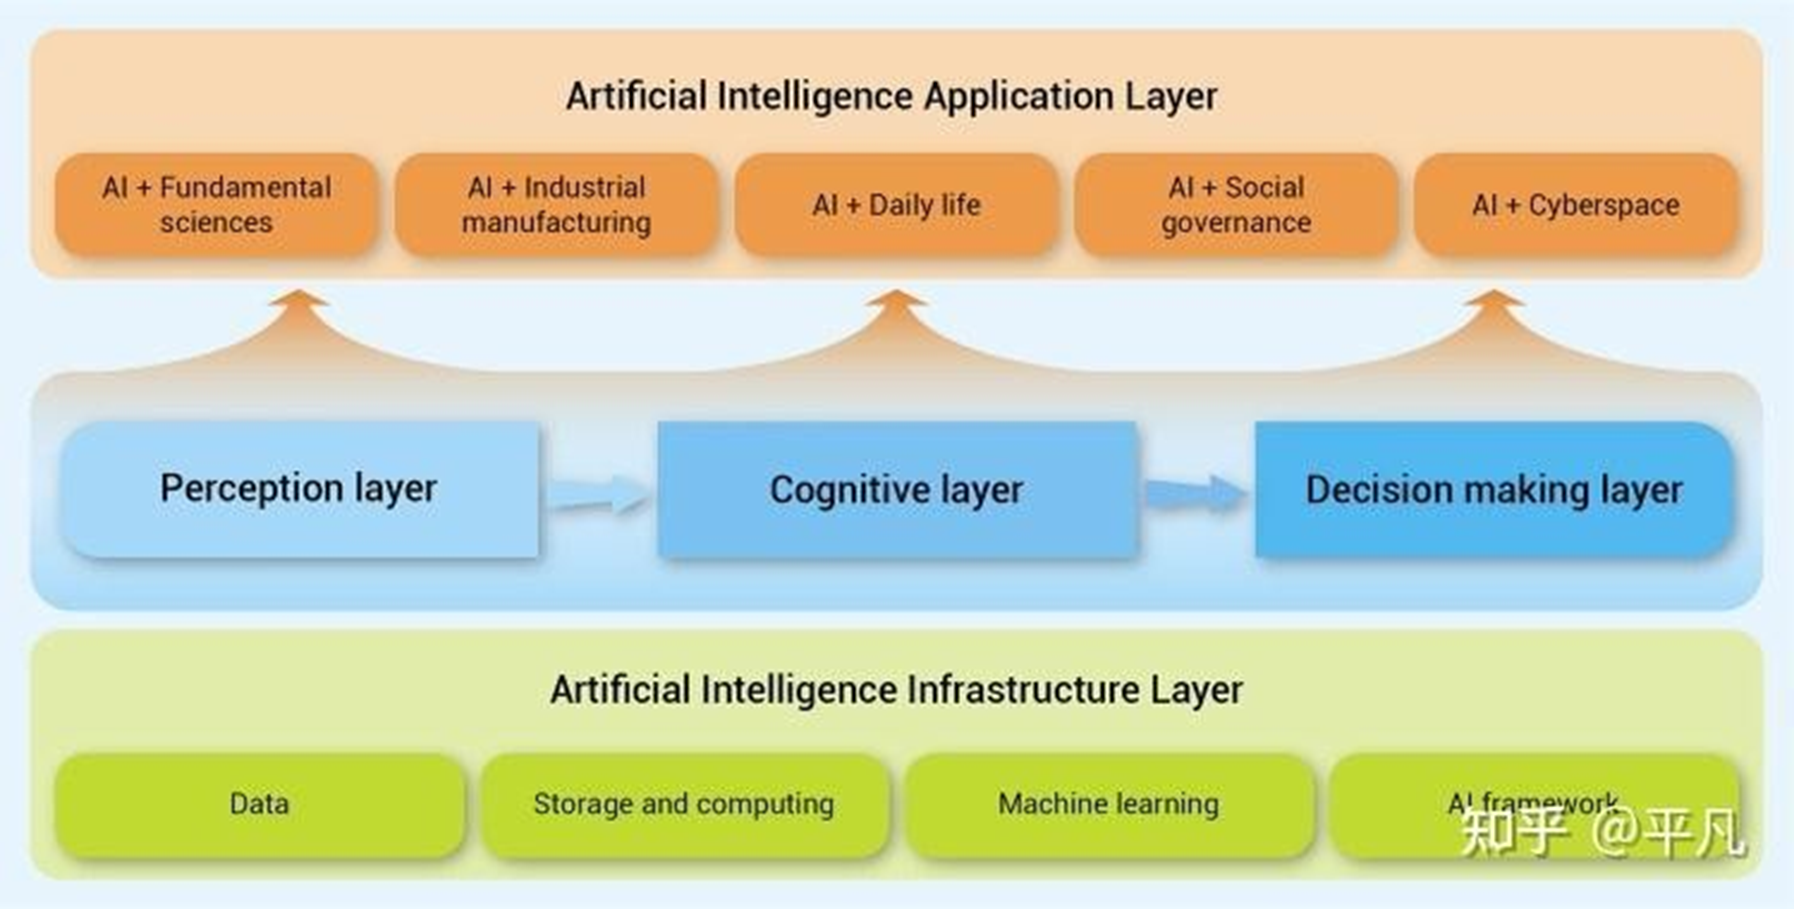 Artificial Intelligence Application Layer
AI + Fundamental
sciences
AI + Industrial
manufacturing
AI + Daily life
AI + Social
governance
AI + Cyberspace
Perception layer
Cognitive layer
Decision making layer
Artificial Intelligence Infrastructure Layer
Data
Storage and computing
Machine learning
AI framework
知乎 @平凡